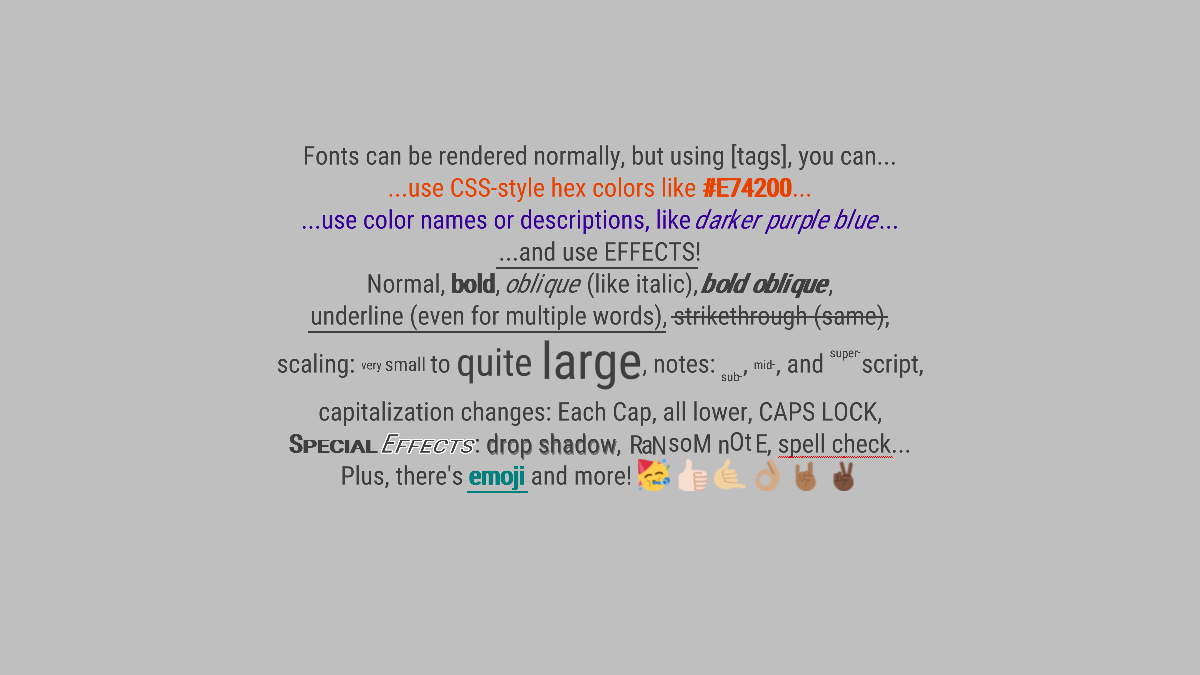 Fonts can be rendered normally, but using [tags], you can...
...use CSS-style hex colors like #E74200...
...use color names or descriptions, like darker purple blue...
...and use EFFECTS!
Normal, bold, oblique (like italic), bold oblique,
underline (even for multiple words), strikethrough (same),
scaling: very small to quite large, notes: sub-, mid-, and super-script,
capitalization changes: Each Cap, all lower, CAPS LOCK,
SPECIAL EFFECTS: drop shadow, RaNsoM nOtE, spell check...
Plus, there's emoji and more! 🥳👍🏻🤙🏼👌🏽🤘🏾✌🏿